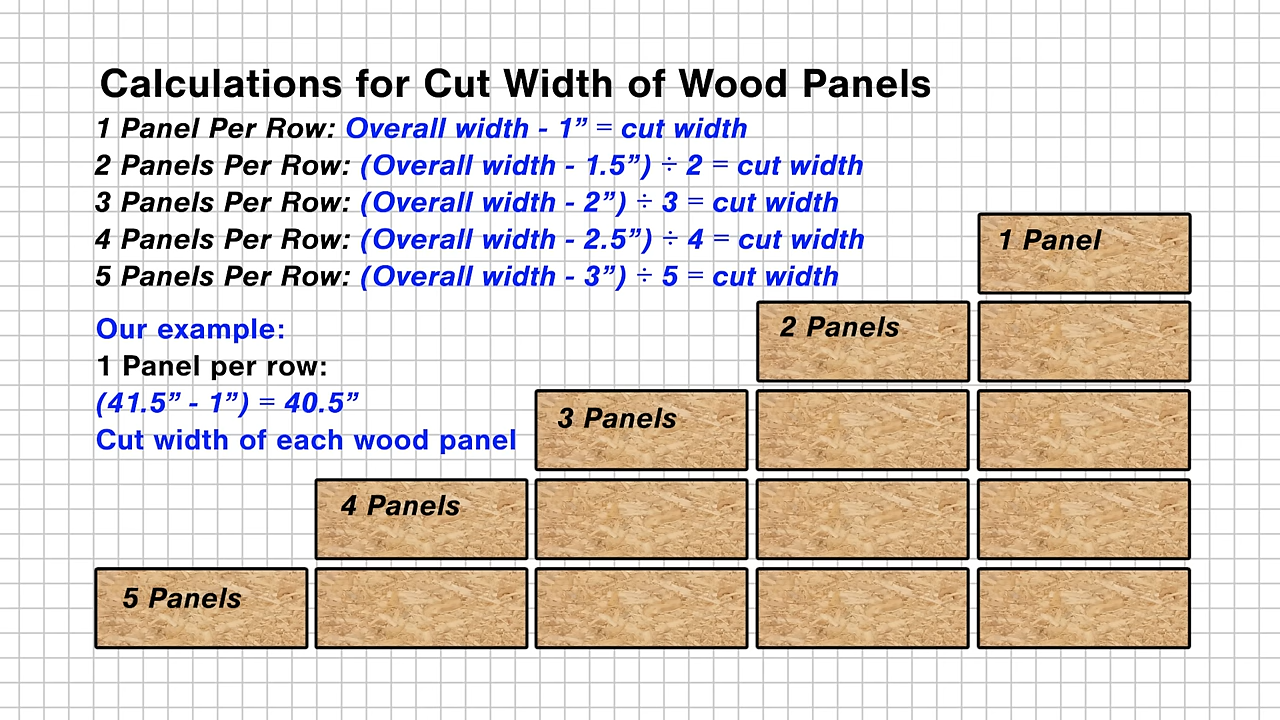 Calculations for Cut Width of Wood Panels
1 Panel Per Row: Overall width - 1” = cut width
2 Panels Per Row: (Overall width - 1.5”) ÷ 2 = cut width
3 Panels Per Row: (Overall width - 2”) ÷ 3 = cut width
4 Panels Per Row: (Overall width - 2.5”) ÷ 4 = cut width
5 Panels Per Row: (Overall width - 3”) ÷ 5 = cut width
Our example:
1 Panel per row:
(41.5” - 1”) = 40.5”
Cut width of each wood panel
1 Panel
2 Panels
3 Panels
4 Panels
5 Panels